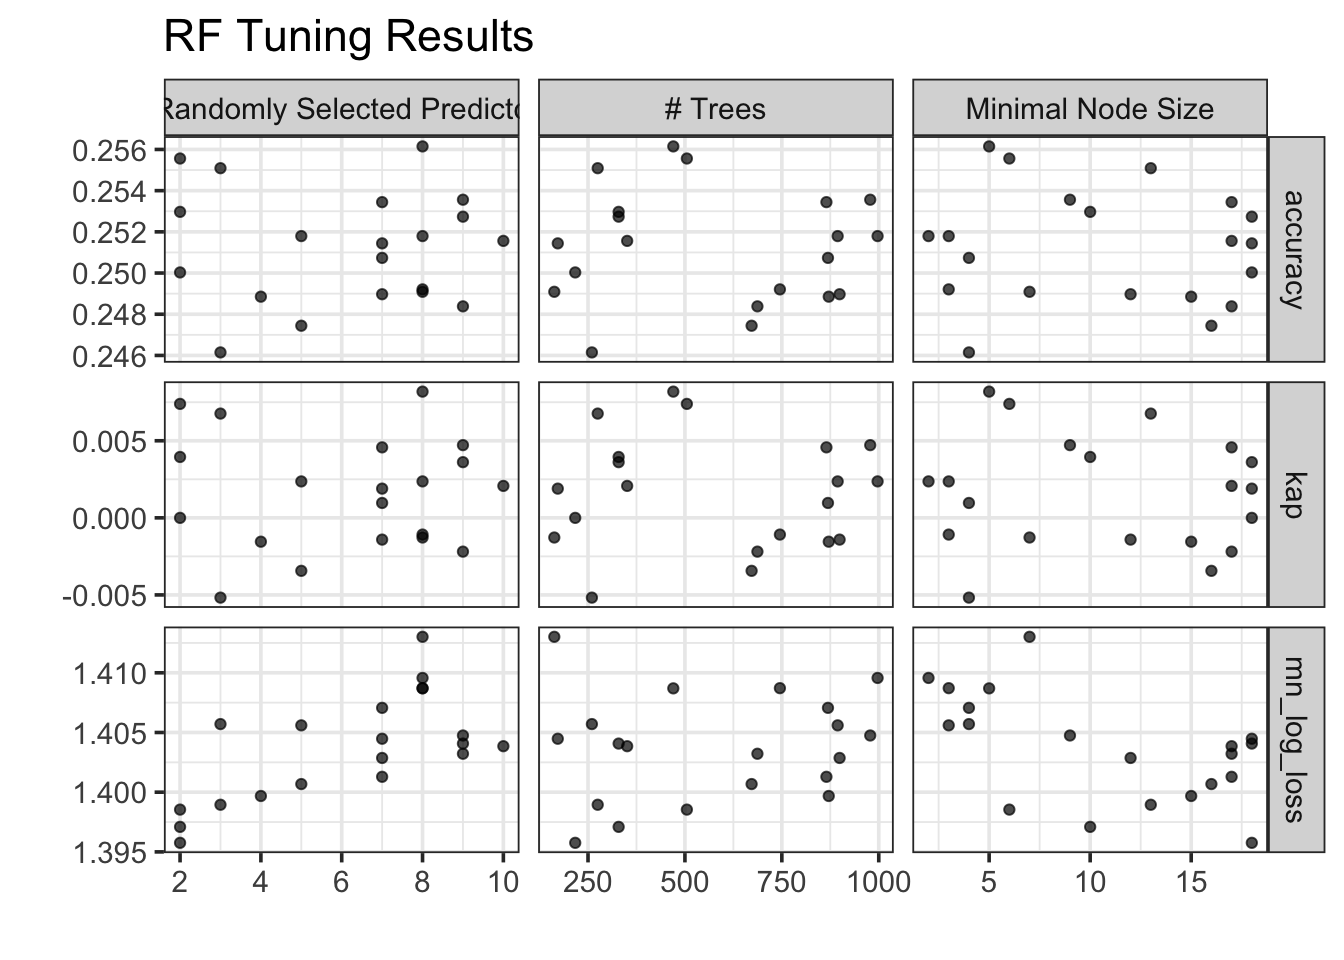 RF Tuning Results
Randomly Selected Predicto
# Trees
Minimal Node Size
0.256
0.254
0.252
0.250
0.248
0.246
accuracy
0.005
0.000
-0.005
kap
1.410
1.405
1.400
1.395
mn_log_loss
2 4 6 8 10
250 500 750 1000
5 10 15